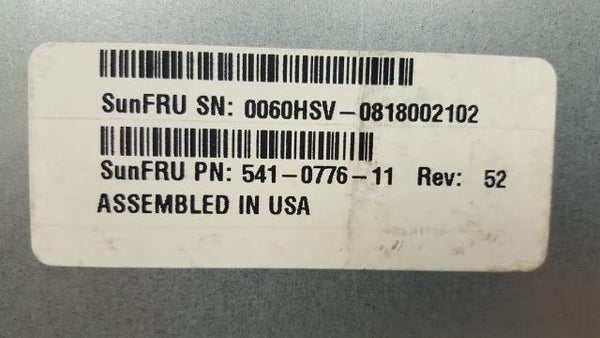 SunFRU SN: 0060HSV-0818002102
SunFRU PN: 541-0776-11 Rev: 52
ASSEMBLED IN USA